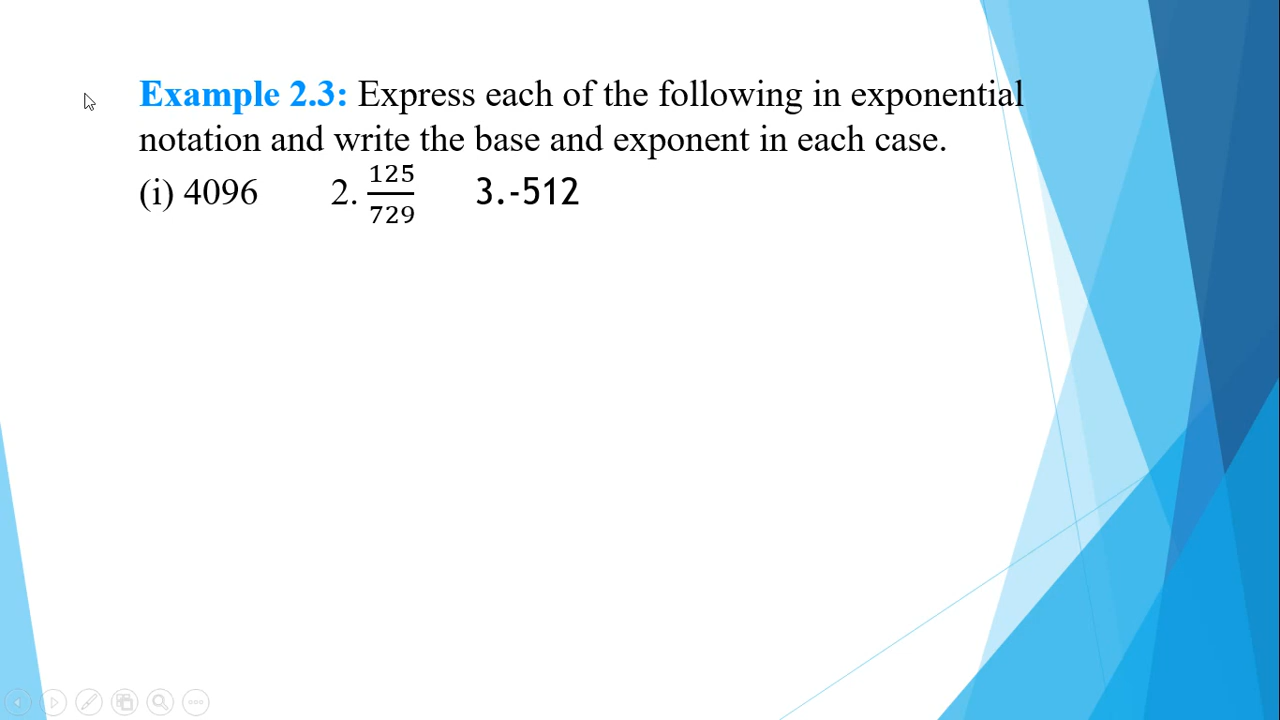 Example 2.3: Express each of the following in exponential
notation and write the base and exponent in each case.
(i) 4096 2. 125/729 3.-512